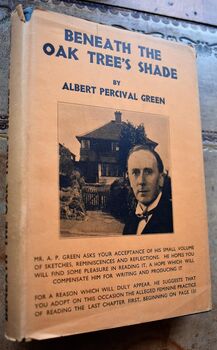 BENEATH THE
OAK TREE'S SHADE
BY
ALBERT PERCIVAL GREEN
MR. A. P. GREEN ASKS YOUR ACCEPTANCE OF HIS SMALL VOLUME
OF SKETCHES, REMINISCENCES AND REFLECTIONS. HE HOPES YOU
WILL FIND SOME PLEASURE IN READING IT, A HOPE WHICH WILL
COMPENSATE HIM FOR WRITING AND PRODUCING IT
FOR A REASON WHICH WILL DULY APPEAR, HE SUGGESTS THAT
YOU ADOPT ON THIS OCCASION THE ALLEGED FEMININE PRACTICE
OF READING THE LAST CHAPTER FIRST, BEGINNING ON PAGE